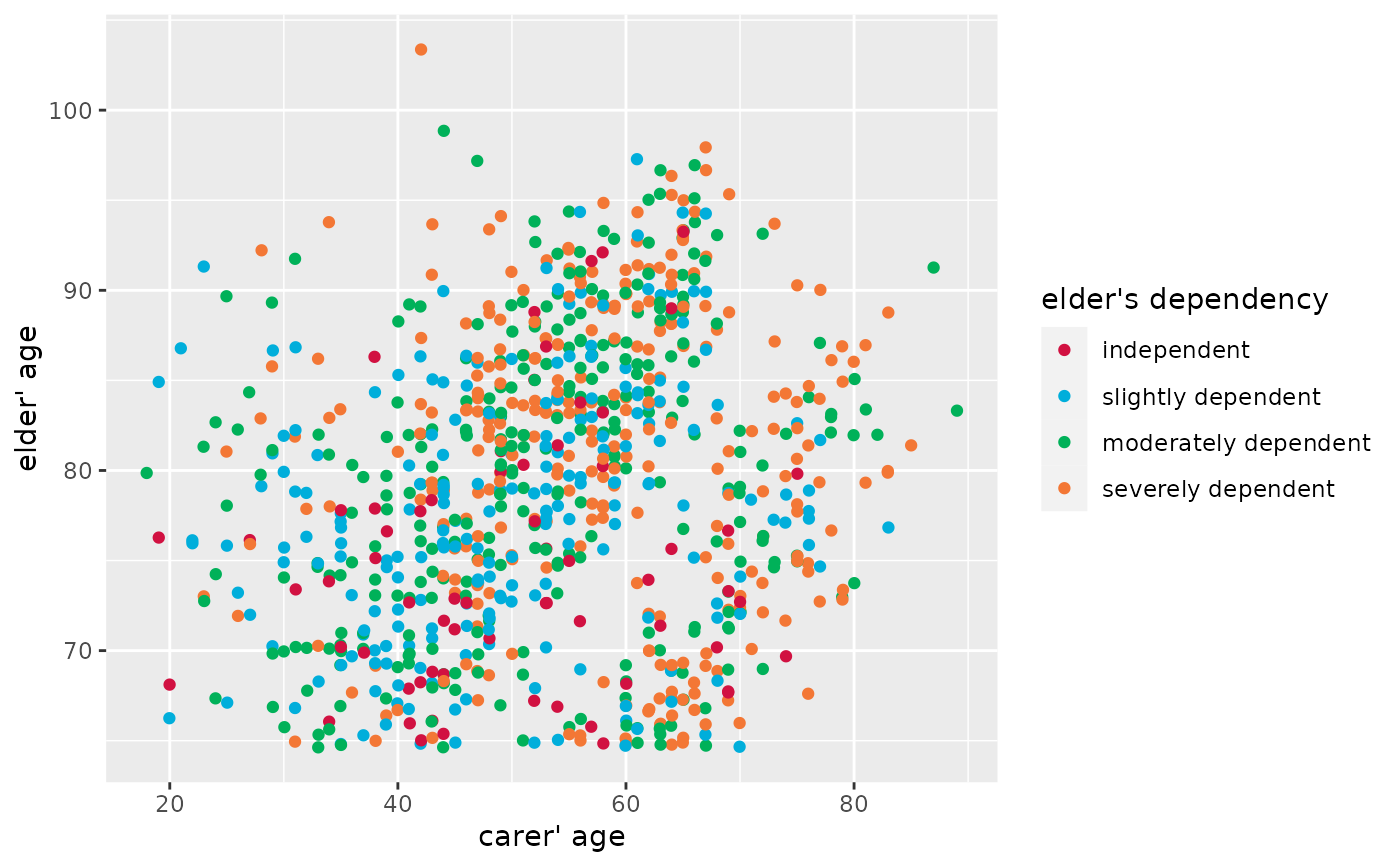 100
90
80
70
elder' age
20 40 60 80
carer' age
elder's dependency
independent
slightly dependent
moderately dependent
severely dependent